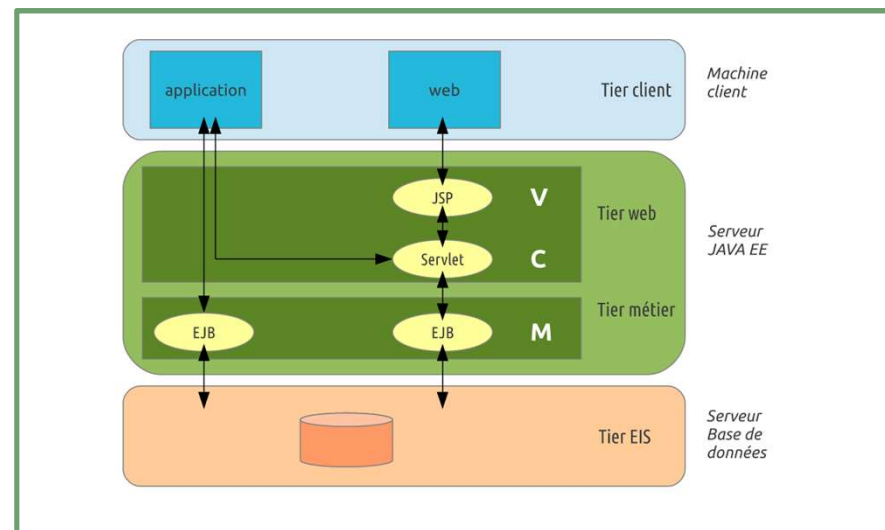 application
web
Tier client
Machine
client
JSP
V
Tier web
Servlet
C
Serveur
JAVA EE
Tier métier
EJB
EJB
M
Tier EIS
Serveur
Base de
données